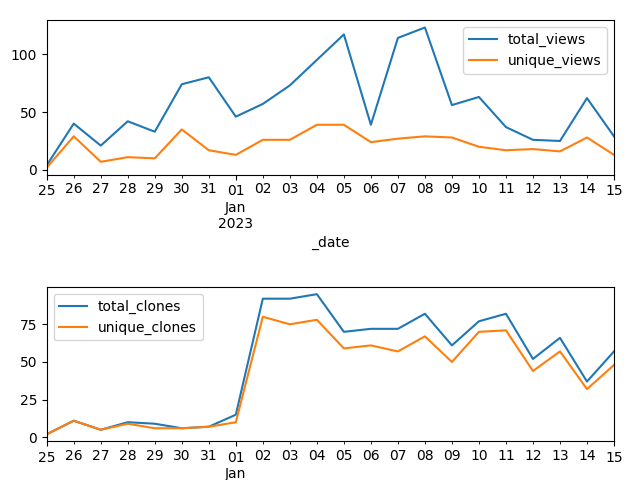 100
50
0
total_views
unique_views
25 26 27 28 29 30 31 01 02 03 04 05 06 07 08 09 10 11 12 13 14 15
Jan
2023
_date
75
50
25
0
total_clones
unique_clones
25 26 27 28 29 30 31 01 02 03 04 05 06 07 08 09 10 11 12 13 14 15
Jan